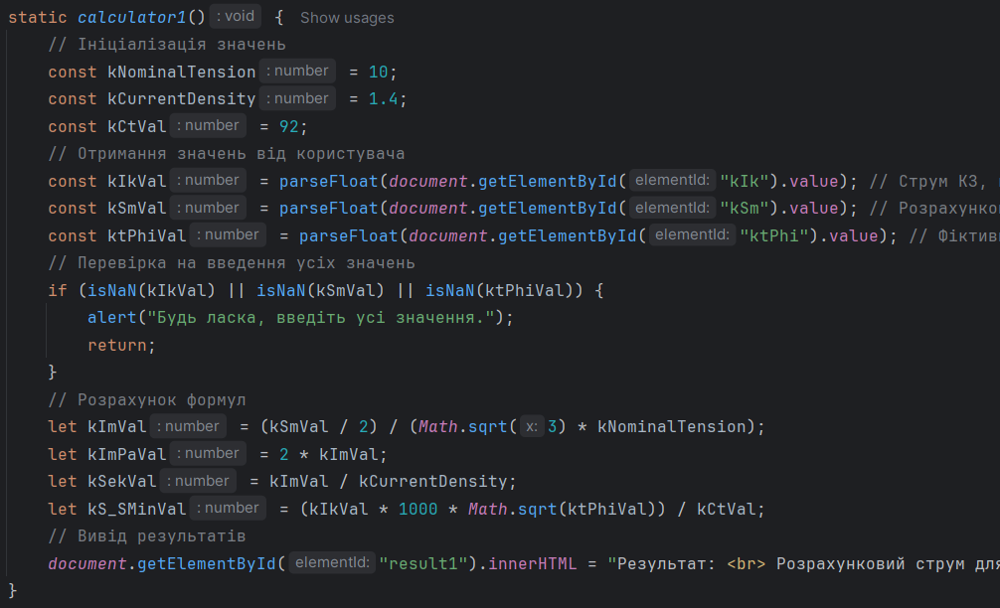 static calculator1() : void { Show usages
// Ініціалізація значень
const kNominalTension : number = 10;
const kCurrentDensity : number = 1.4;
const kCtVal : number = 92;
// Отримання значень від користувача
const kIkVal : number = parseFloat(document.getElementById( elementId: "kIk").value); // Струм КЗ,
const kSmVal : number = parseFloat(document.getElementById( elementId: "kSm").value); // Розрахунко
const ktPhiVal : number = parseFloat(document.getElementById( elementId: "ktPhi").value); // Фіктив
// Перевірка на введення усіх значень
if (isNaN(kIkVal) || isNaN(kSmVal) || isNaN(ktPhiVal)) {
alert("Будь ласка, введіть усі значення.");
return;
}
// Розрахунок формул
let kImVal : number = (kSmVal / 2) / (Math.sqrt( x: 3) * kNominalTension);
let kImPaVal : number = 2 * kImVal;
let kSekVal : number = kImVal / kCurrentDensity;
let kS_SMinVal : number = (kIkVal * 1000 * Math.sqrt(ktPhiVal)) / kCtVal;
// Вивід результатів
document.getElementById( elementId: "result1").innerHTML = "Результат: <br> Розрахунковий струм для
}